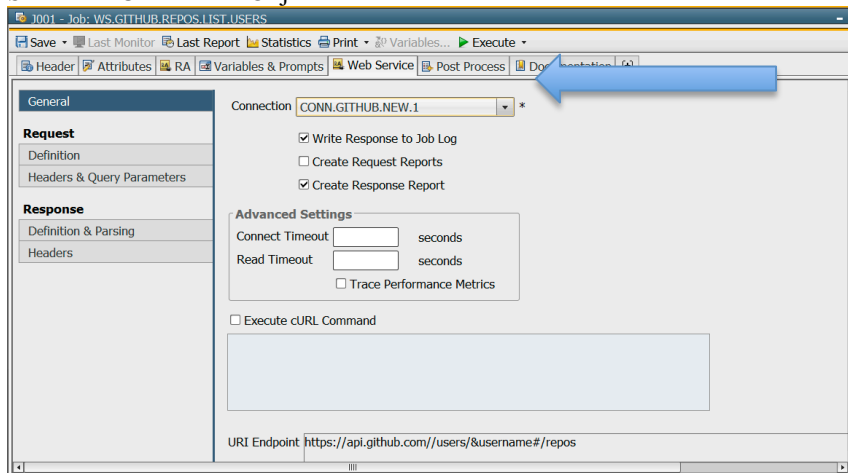 J001 - Job: WS.GITHUB.REPOS.LIST.USERS
Save Last Monitor Last Report Statistics Print Variables... Execute
Header Attributes RA Variables & Prompts Web Service Post Process
General
Connection CONN.GITHUB.NEW.1 *
Write Response to Job Log
Request
Definition
Create Request Reports
Headers & Query Parameters
Create Response Report
Response
Advanced Settings
Definition & Parsing
Connect Timeout seconds
Headers
Read Timeout seconds
Trace Performance Metrics
Execute cURL Command
URI Endpoint https://api.github.com//users/&username#/repos